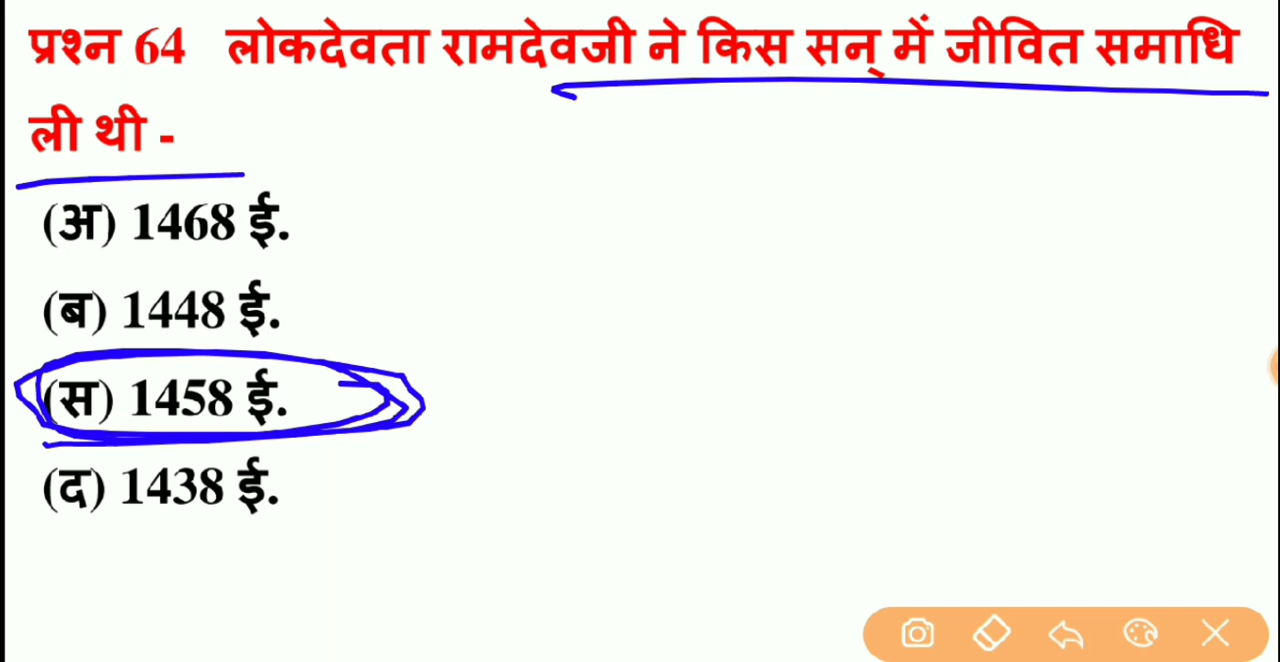 प्रश्न 64 लोकदेवता रामदेवजी ने किस सन् में जीवित समाधि
ली थी -
(अ) 1468 ई.
(ब) 1448 ई.
(स) 1458 ई.
(द) 1438 ई.